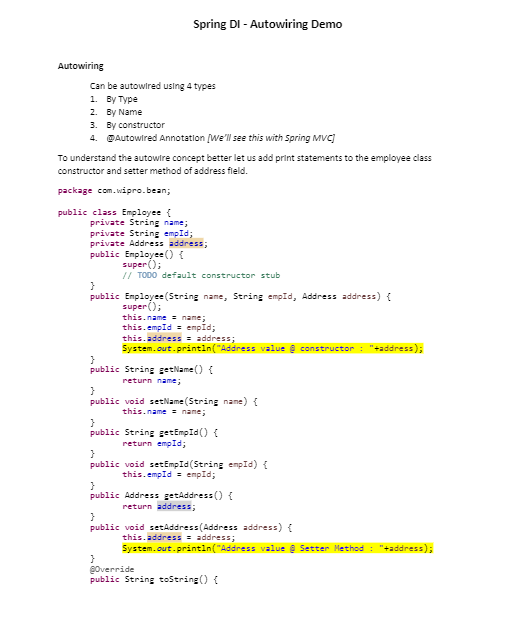 Spring DI - Autowiring Demo
Autowiring
Can be autowired using 4 types
1. By Type
2. By Name
3. By constructor
4. @Autowired Annotation [We'll see this with Spring MVC]
To understand the autowire concept better let us add print statements to the employee class
constructor and setter method of address field.
package com.wipro.bean;
public class Employee {
private String name;
private String empId;
private Address address;
public Employee() {
super();
// TODO default constructor stub
}
public Employee(String name, String empId, Address address) {
super();
this.name = name;
this.empId = empId;
this.address = address;
System.out.println("Address value @ constructor : "+address);
}
public String getName() {
return name;
}
public void setName(String name) {
this.name = name;
}
public String getEmpId() {
return empId;
}
public void setEmpId(String empId) {
this.empId = empId;
}
public Address getAddress() {
return address;
}
public void setAddress(Address address) {
this.address = address;
System.out.println("Address value @ Setter Method : "+address);
}
@Override
public String toString() {